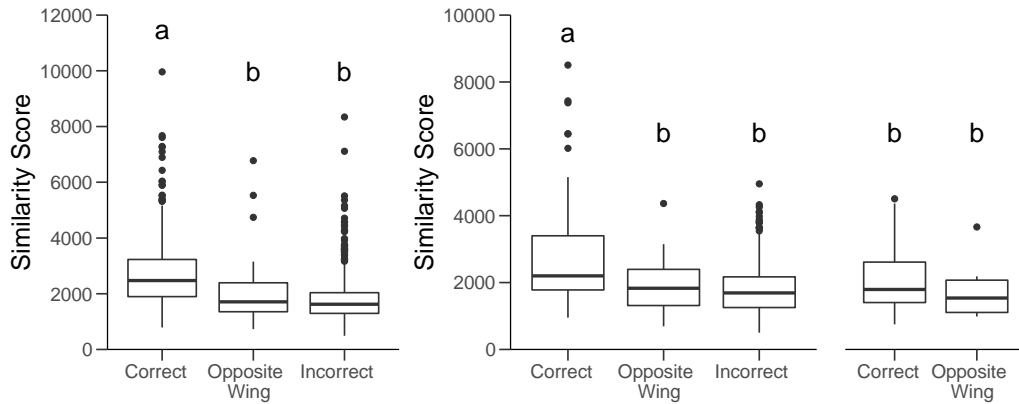 12000
10000
8000
6000
4000
2000
0
Similarity Score
a
b
b
Correct
Opposite
Wing
Incorrect
10000
8000
6000
4000
2000
0
Similarity Score
a
b
b
Correct
Opposite
Wing
Incorrect
b
b
Correct
Opposite
Wing